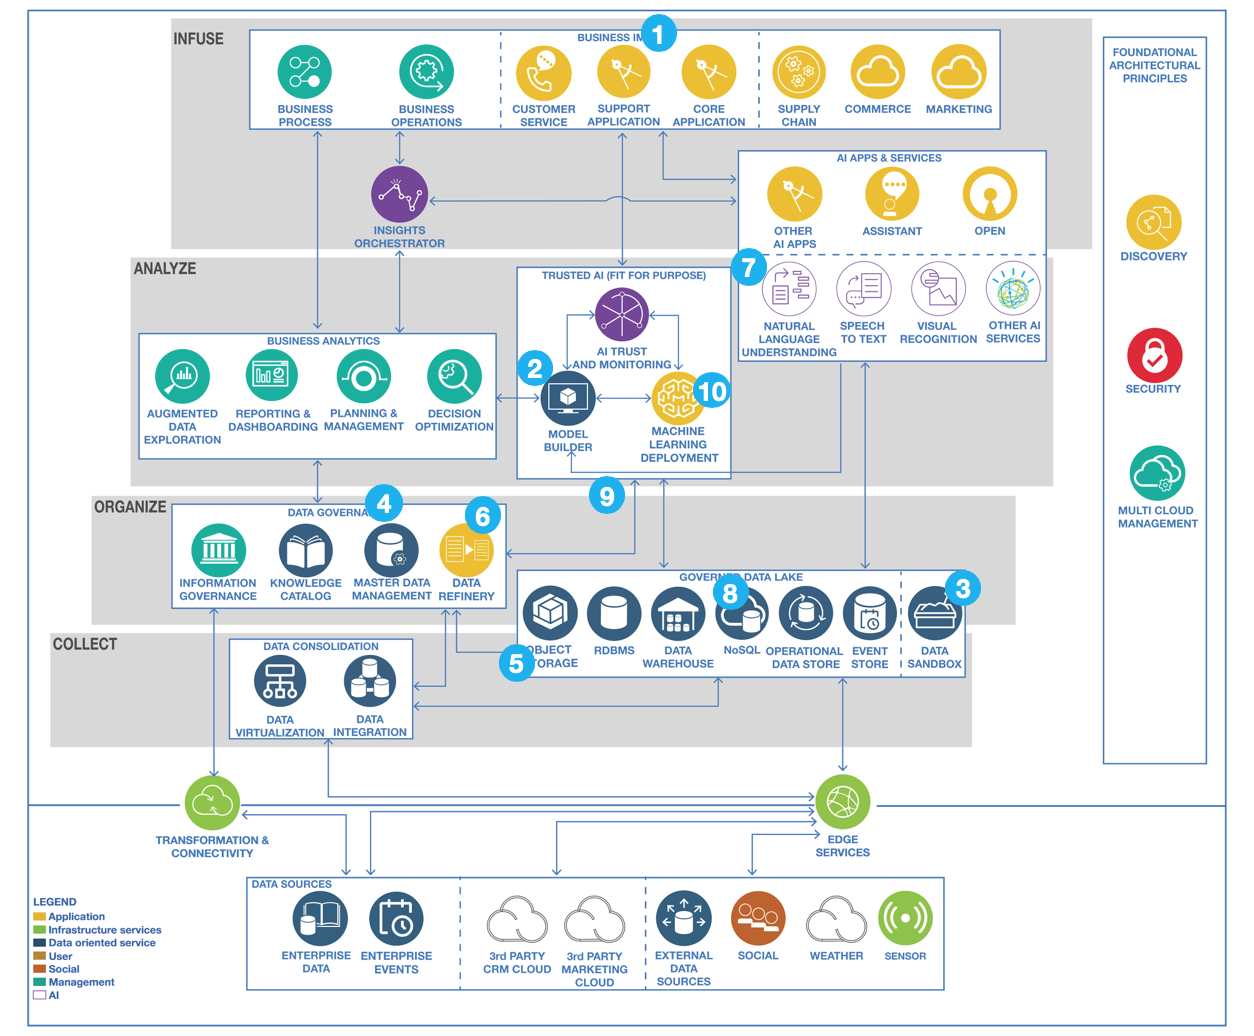 INFUSE
BUSINESS IM
1
BUSINESS
PROCESS
BUSINESS
OPERATIONS
CUSTOMER
SERVICE
SUPPORT
APPLICATION
CORE
APPLICATION
SUPPLY
CHAIN
COMMERCE
MARKETING
FOUNDATIONAL
ARCHITECTURAL
PRINCIPLES
DISCOVERY
SECURITY
MULTI CLOUD
MANAGEMENT
INSIGHTS
ORCHESTRATOR
AI APPS & SERVICES
OTHER
AI APPS
ASSISTANT
OPEN
7
NATURAL
LANGUAGE
UNDERSTANDING
SPEECH
TO TEXT
VISUAL
RECOGNITION
OTHER AI
SERVICES
ANALYZE
TRUSTED AI (FIT FOR PURPOSE)
AI TRUST
AND MONITORING
2
MODEL
BUILDER
10
MACHINE
LEARNING
DEPLOYMENT
9
BUSINESS ANALYTICS
AUGMENTED
DATA
EXPLORATION
REPORTING &
DASHBOARDING
PLANNING &
MANAGEMENT
DECISION
OPTIMIZATION
ORGANIZE
DATA GOVERNA
4
6
INFORMATION
GOVERNANCE
KNOWLEDGE
CATALOG
MASTER DATA
MANAGEMENT
DATA
REFINERY
GOVERNED DATA LAKE
8
3
5
OBJECT
STORAGE
RDBMS
DATA
WAREHOUSE
NoSQL
OPERATIONAL
DATA STORE
EVENT
STORE
DATA
SANDBOX
COLLECT
DATA CONSOLIDATION
DATA
VIRTUALIZATION
DATA
INTEGRATION
TRANSFORMATION &
CONNECTIVITY
EDGE
SERVICES
DATA SOURCES
ENTERPRISE
DATA
ENTERPRISE
EVENTS
3rd PARTY
CRM CLOUD
3rd PARTY
MARKETING
CLOUD
EXTERNAL
DATA
SOURCES
SOCIAL
WEATHER
SENSOR
LEGEND
Application
Infrastructure services
Data oriented service
User
Social
Management
AI